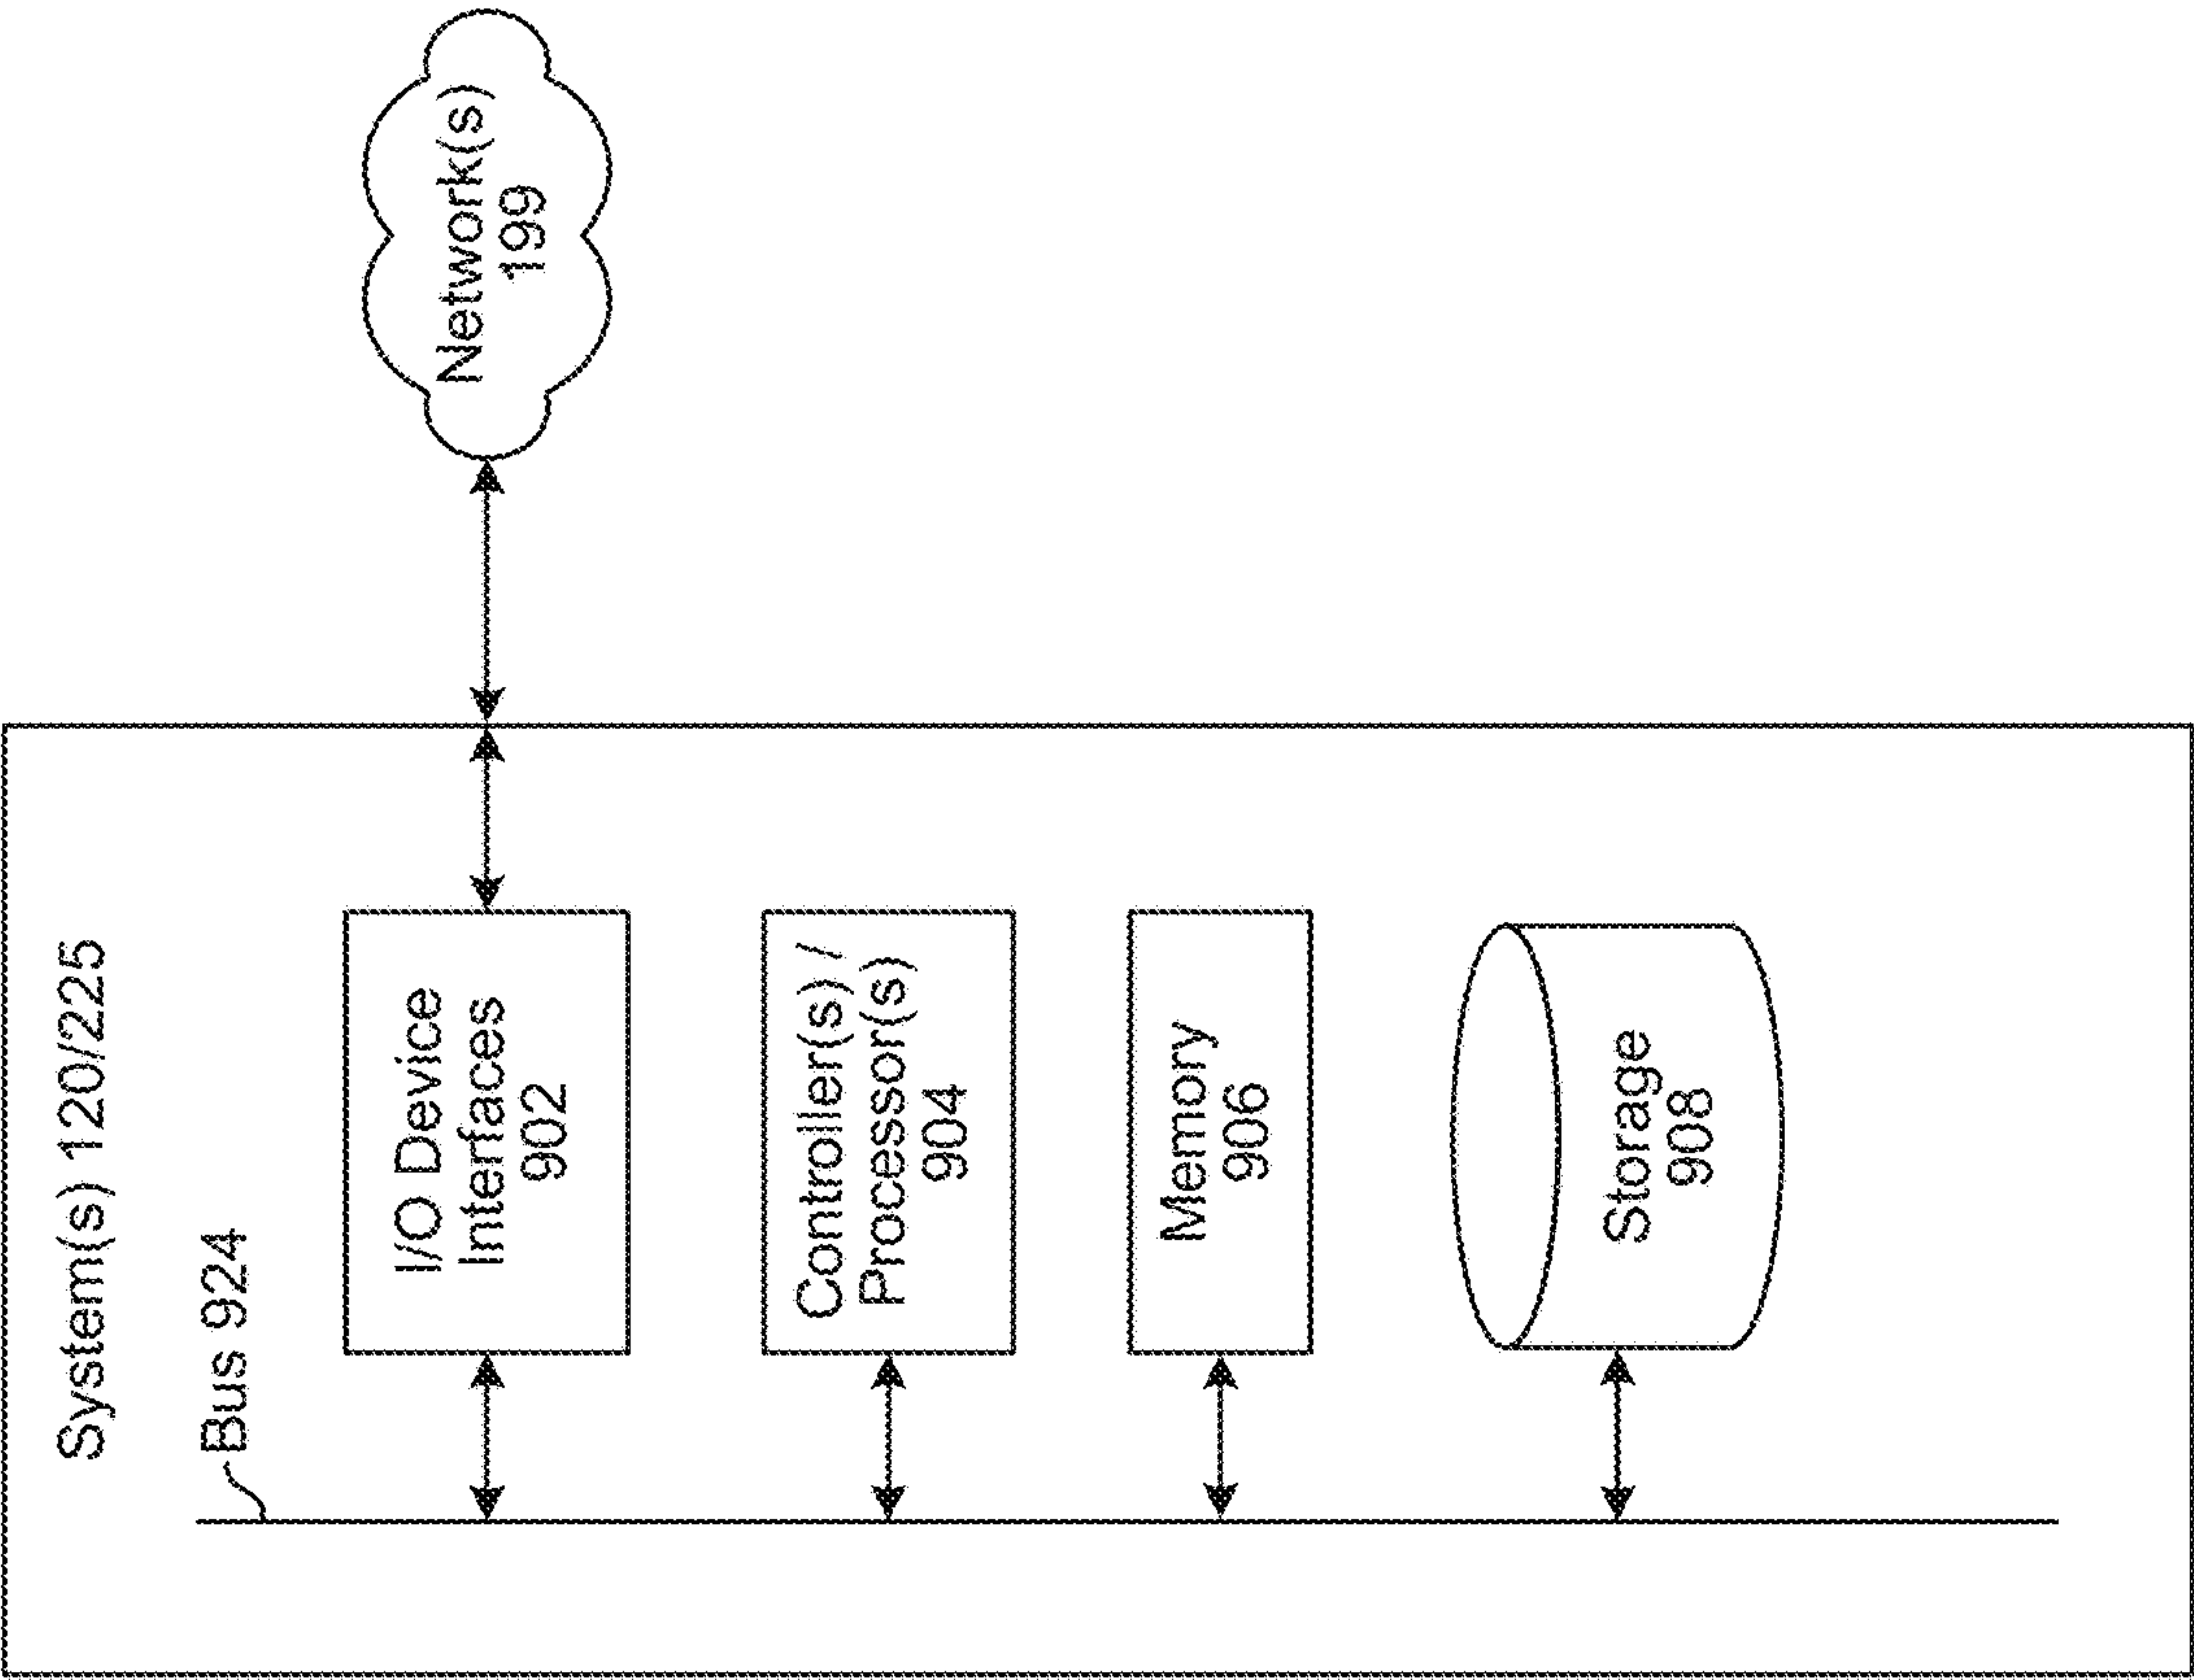 System(s) 120/225
Bus 924
I/O Device
Interfaces
902
Network(s)
199
Controller(s) /
Processor(s)
904
Memory
906
Storage
908